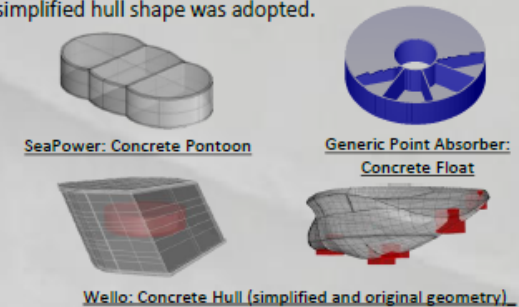 simplified hull shape was adopted.
SeaPower: Concrete Pontoon
Generic Point Absorber:
Concrete Float
Wello: Concrete Hull (simplified and original geometry)